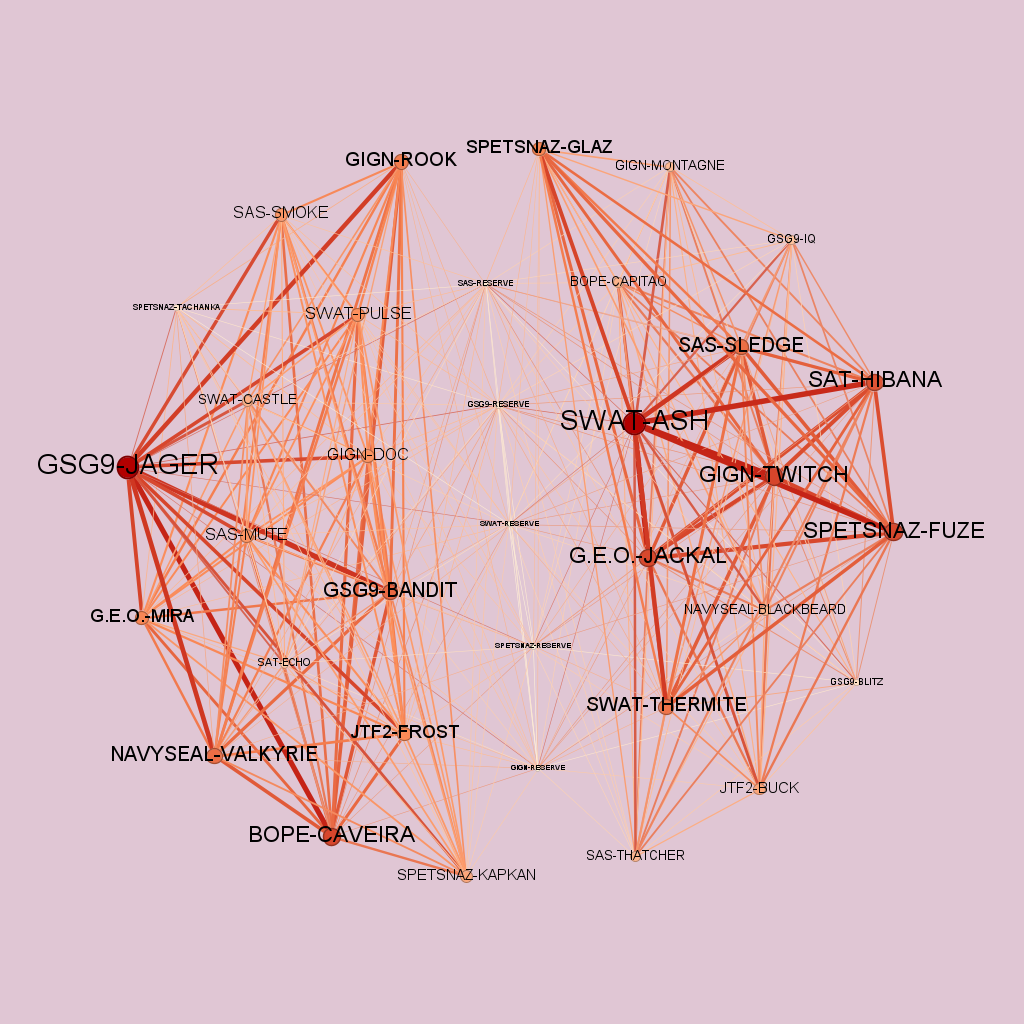 SPETSNAZ-GLAZ
GIGN-ROOK
GIGN-MONTAGNE
SAS-SMOKE
GSG9-IQ
BOPE-CAPITAO
SAS-RESERVE
SPETSNAZ-TACHANKA
SWAT-PULSE
SAS-SLEDGE
SAT-HIBANA
SWAT-CASTLE
GSG9-RESERVE
SWAT-ASH
GIGN-DOC
GSG9-JAGER
GIGN-TWITCH
SWAT-RESERVE
SPETSNAZ-FUZE
SAS-MUTE
G.E.O.-JACKAL
GSG9-BANDIT
NAVYSEAL-BLACKBEARD
G.E.O.-MIRA
SPETSNAZ-RESERVE
SAT-ECHO
GSG9-BLITZ
SWAT-THERMITE
JTF2-FROST
NAVYSEAL-VALKYRIE
GIGN-RESERVE
JTF2-BUCK
BOPE-CAVEIRA
SAS-THATCHER
SPETSNAZ-KAPKAN